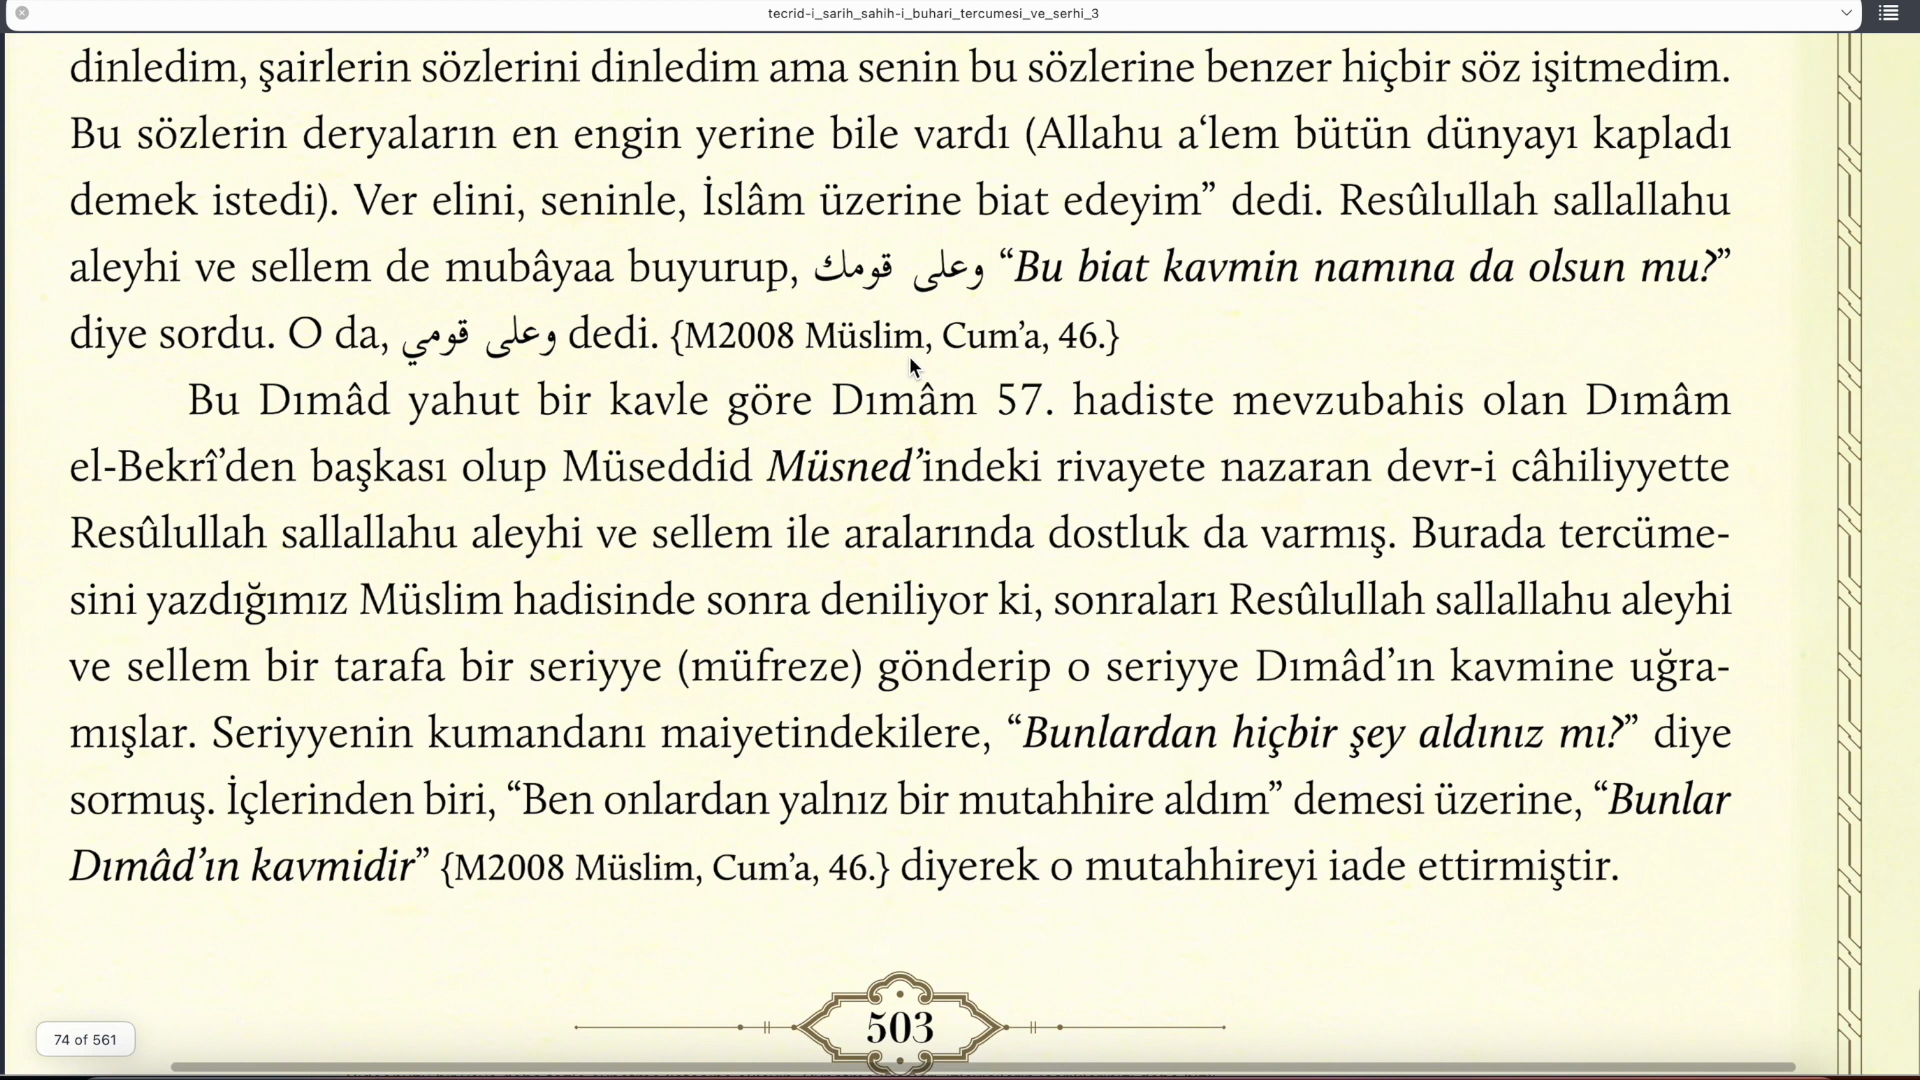 tecrid-i_sarih_sahih-i_buhari_tercumesi_ve_serhi_3
dinledim, şairlerin sözlerini dinledim ama senin bu sözlerine benzer hiçbir söz işitmedim.
Bu sözlerin deryaların en engin yerine bile vardı (Allahu a‘lem bütün dünyayı kapladı
demek istedi). Ver elini, seninle, İslâm üzerine biat edeyim” dedi. Resûlullah sallallahu
aleyhi ve sellem de mubâyaa buyurup, وعلى قومك “Bu biat kavmin namına da olsun mu?”
diye sordu. O da, وعلى قومي dedi. {M2008 Müslim, Cum’a, 46.}
Bu Dımâd yahut bir kavle göre Dımâm 57. hadiste mevzubahis olan Dımâm
el-Bekrî’den başkası olup Müseddid Müsned’indeki rivayete nazaran devr-i câhiliyyette
Resûlullah sallallahu aleyhi ve sellem ile aralarında dostluk da varmış. Burada tercüme-
sini yazdığımız Müslim hadisinde sonra deniliyor ki, sonraları Resûlullah sallallahu aleyhi
ve sellem bir tarafa bir seriyye (müfreze) gönderip o seriyye Dımâd’ın kavmine uğra-
mışlar. Seriyyenin kumandanı maiyetindekilere, “Bunlardan hiçbir şey aldınız mı?” diye
sormuş. İçlerinden biri, “Ben onlardan yalnız bir mutahhire aldım” demesi üzerine, “Bunlar
Dımâd’ın kavmidir” {M2008 Müslim, Cum’a, 46.} diyerek o mutahhireyi iade ettirmiştir.
503
74 of 561